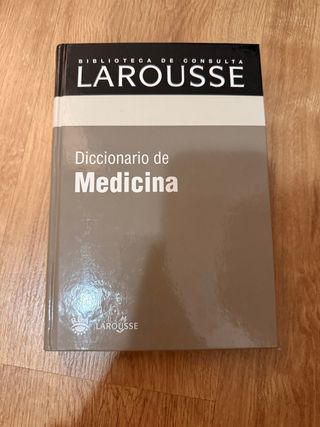 BIBLIOTECA DE CONSULTA
LAROUSSE
Diccionario de
Medicina
LAROUSSE